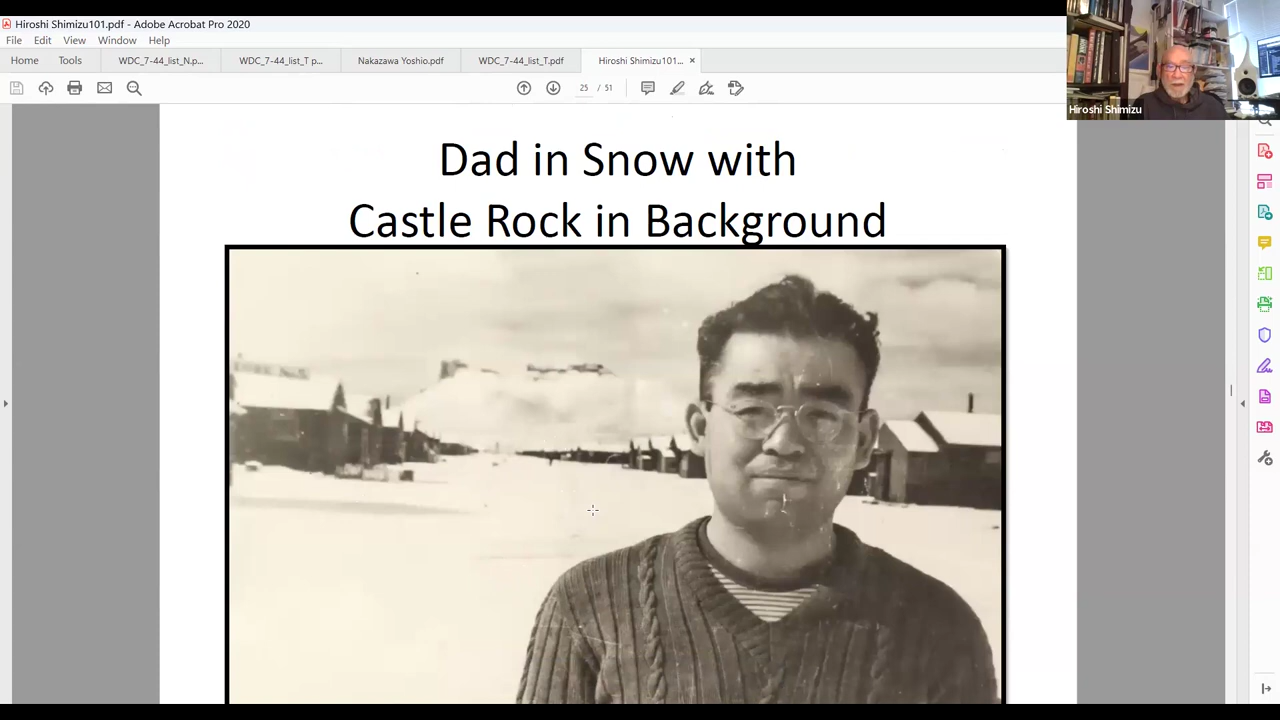 Hiroshi Shimizu101.pdf - Adobe Acrobat Pro 2020
File Edit View Window Help
Home Tools WDC_7-44_list_N.p... WDC_7-44_list_T p... Nakazawa Yoshio.pdf WDC_7-44_list_T.pdf Hiroshi Shimizu101... ×
25 / 51
Hiroshi Shimizu
Dad in Snow with
Castle Rock in Background